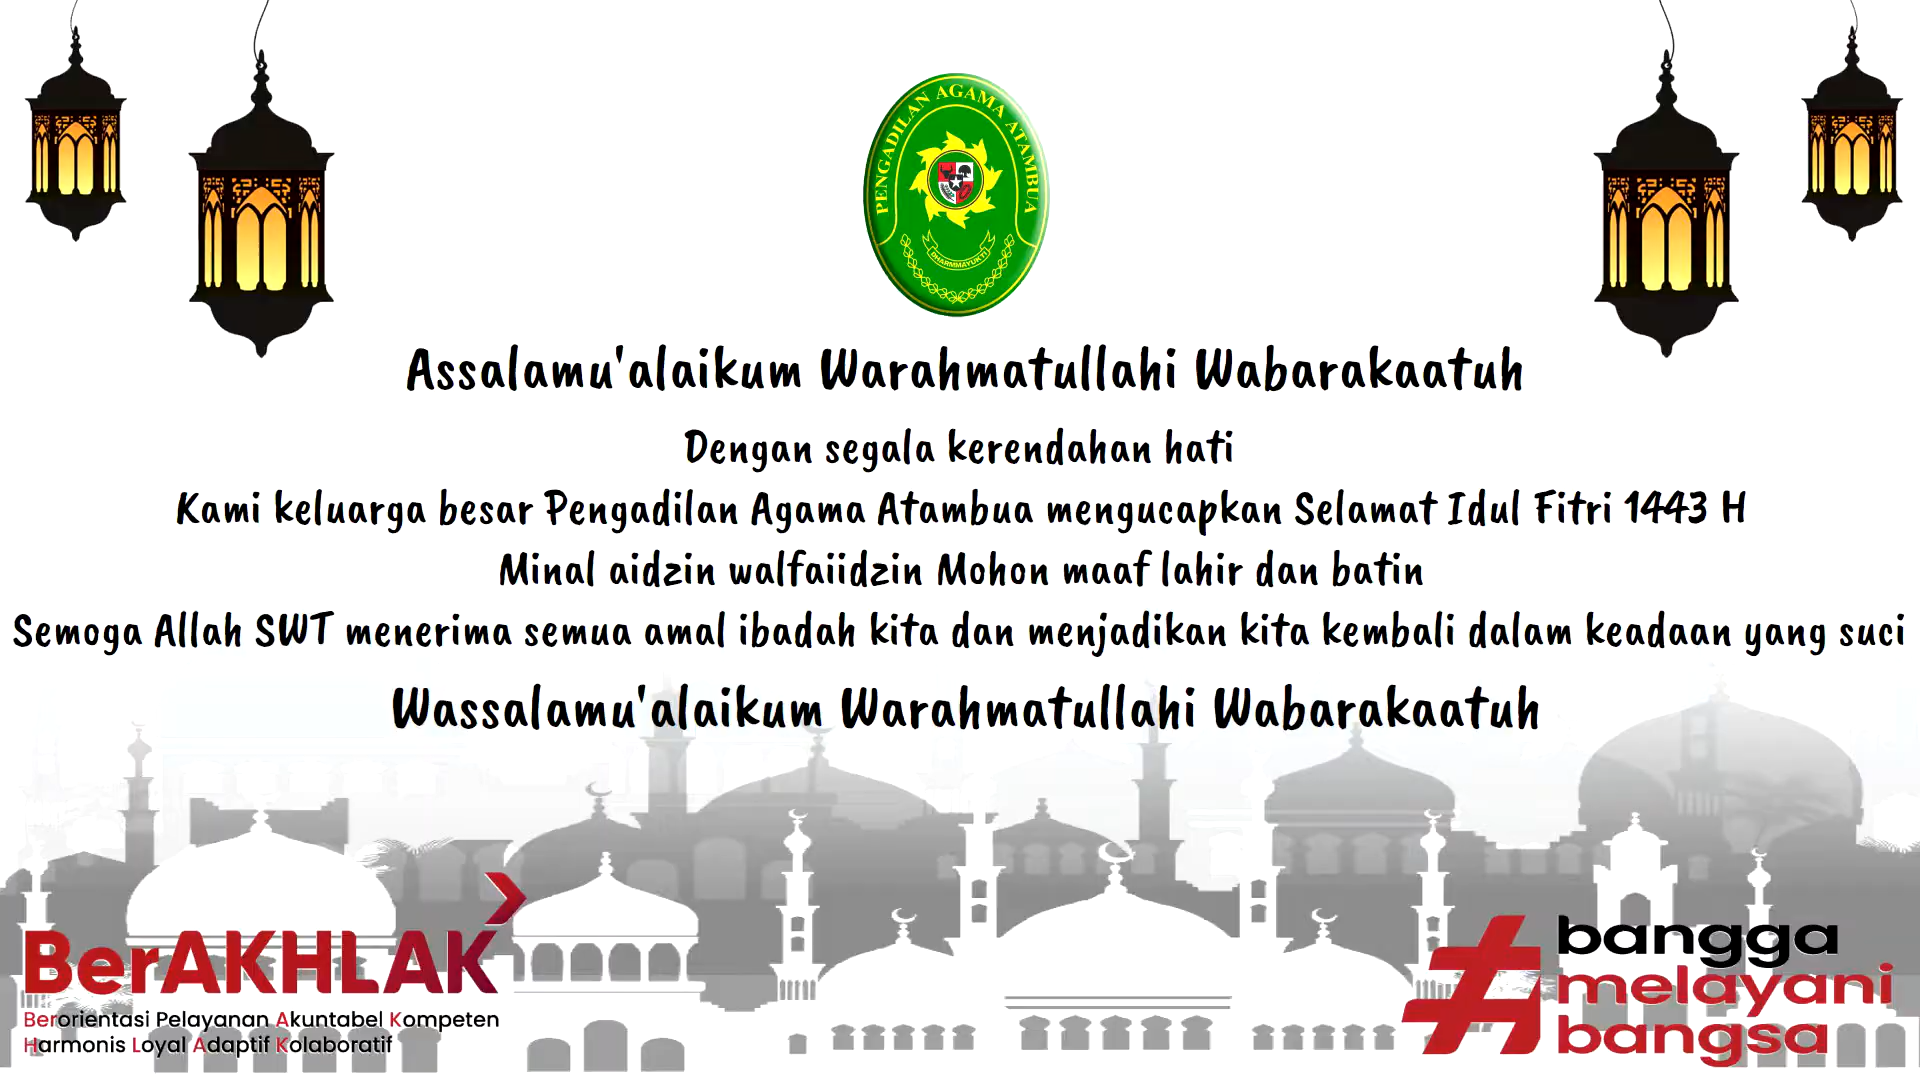 PENGADILAN AGAMA ATAMBUA
DHARMMAYUKTI
Assalamu'alaikum Warahmatullahi Wabarakaatuh
Dengan segala kerendahan hati
Kami keluarga besar Pengadilan Agama Atambua mengucapkan Selamat Idul Fitri 1443 H
Minal aidzin walfaiidzin Mohon maaf lahir dan batin
Semoga Allah SWT menerima semua amal ibadah kita dan menjadikan kita kembali dalam keadaan yang suci
Wassalamu'alaikum Warahmatullahi Wabarakaatuh
BerAKHLAK
Berorientasi Pelayanan Akuntabel Kompeten
Harmonis Loyal Adaptif Kolaboratif
#bangga
melayani
bangsa